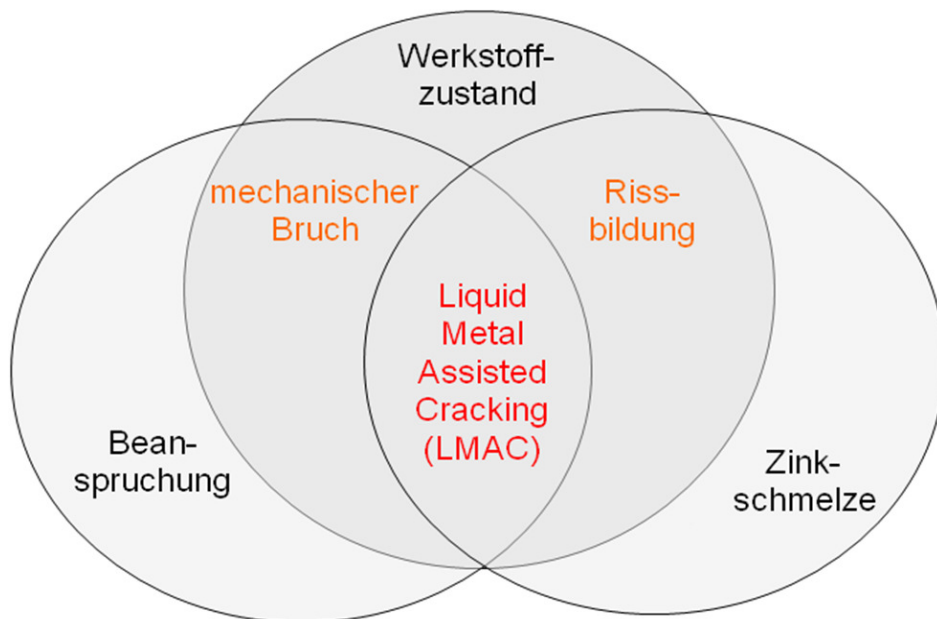 Werkstoff-
zustand
mechanischer
Bruch
Riss-
bildung
Liquid
Metal
Assisted
Cracking
(LMAC)
Bean-
spruchung
Zink-
schmelze